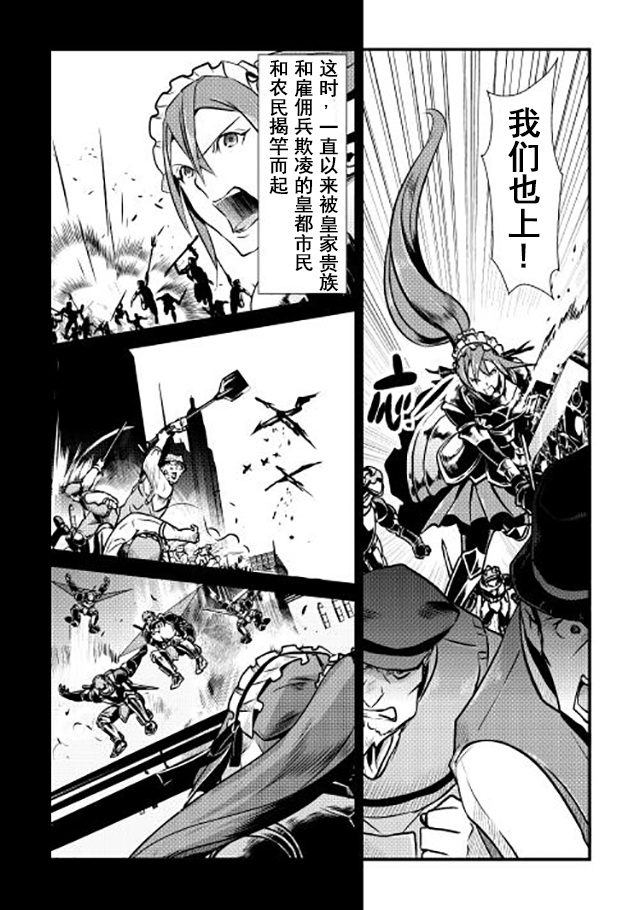 我们也上！
这时，一直以来被皇家贵族
和雇佣兵欺凌的皇都市民
和农民揭竿而起